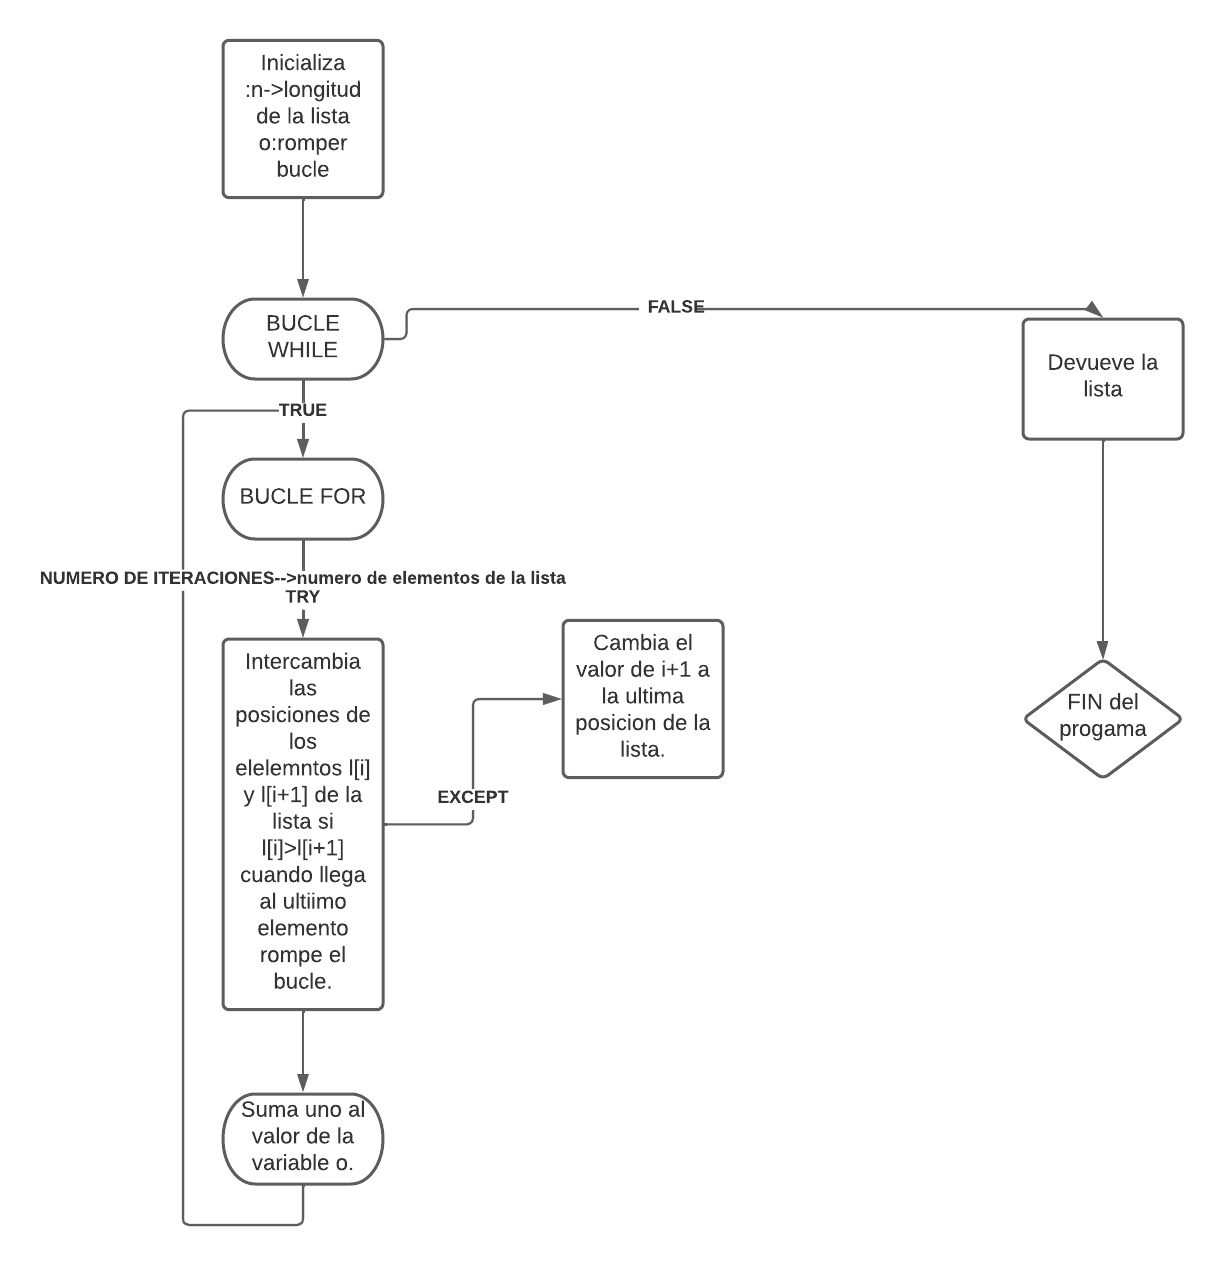 Inicializa
:n->longitud
de la lista
o:romper
bucle
BUCLE
WHILE
FALSE
Devueve la
lista
TRUE
BUCLE FOR
NUMERO DE ITERACIONES-->numero de elementos de la lista
TRY
Intercambia
las
posiciones de
los
elelemntos l[i]
y l[i+1] de la
lista si
l[i]>l[i+1]
cuando llega
al ultiimo
elemento
rompe el
bucle.
EXCEPT
Cambia el
valor de i+1 a
la ultima
posicion de la
lista.
FIN del
progama
Suma uno al
valor de la
variable o.